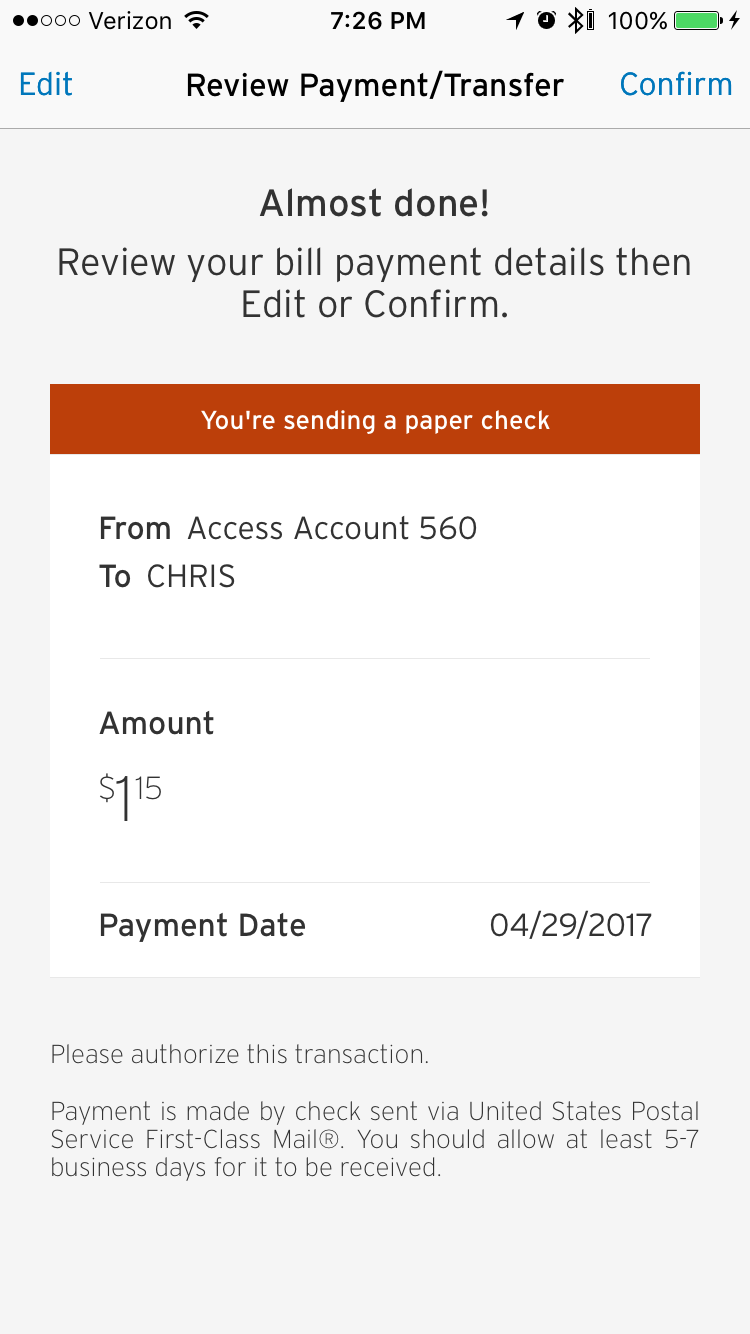 Verizon 7:26 PM 100%
Edit Review Payment/Transfer Confirm
Almost done!
Review your bill payment details then
Edit or Confirm.
You're sending a paper check
From Access Account 560
To CHRIS
Amount
$1 15
Payment Date 04/29/2017
Please authorize this transaction.
Payment is made by check sent via United States Postal
Service First-Class Mail®. You should allow at least 5-7
business days for it to be received.